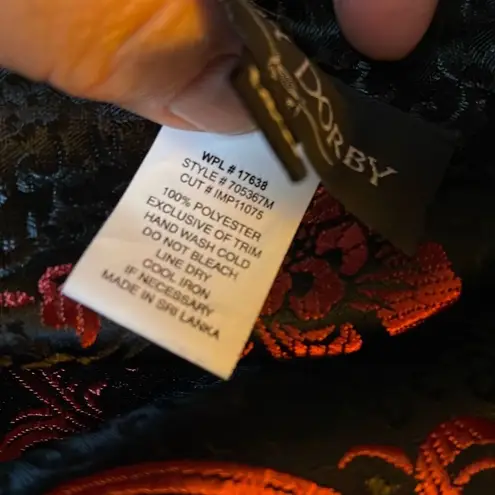 DORBY
WPL # 17638
STYLE # 705367M
CUT # IMP11075
100% POLYESTER
EXCLUSIVE OF TRIM
HAND WASH COLD
DO NOT BLEACH
LINE DRY
COOL IRON
IF NECESSARY
MADE IN SRI LANKA